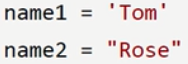 name1 = 'Tom'
name2 = "Rose"